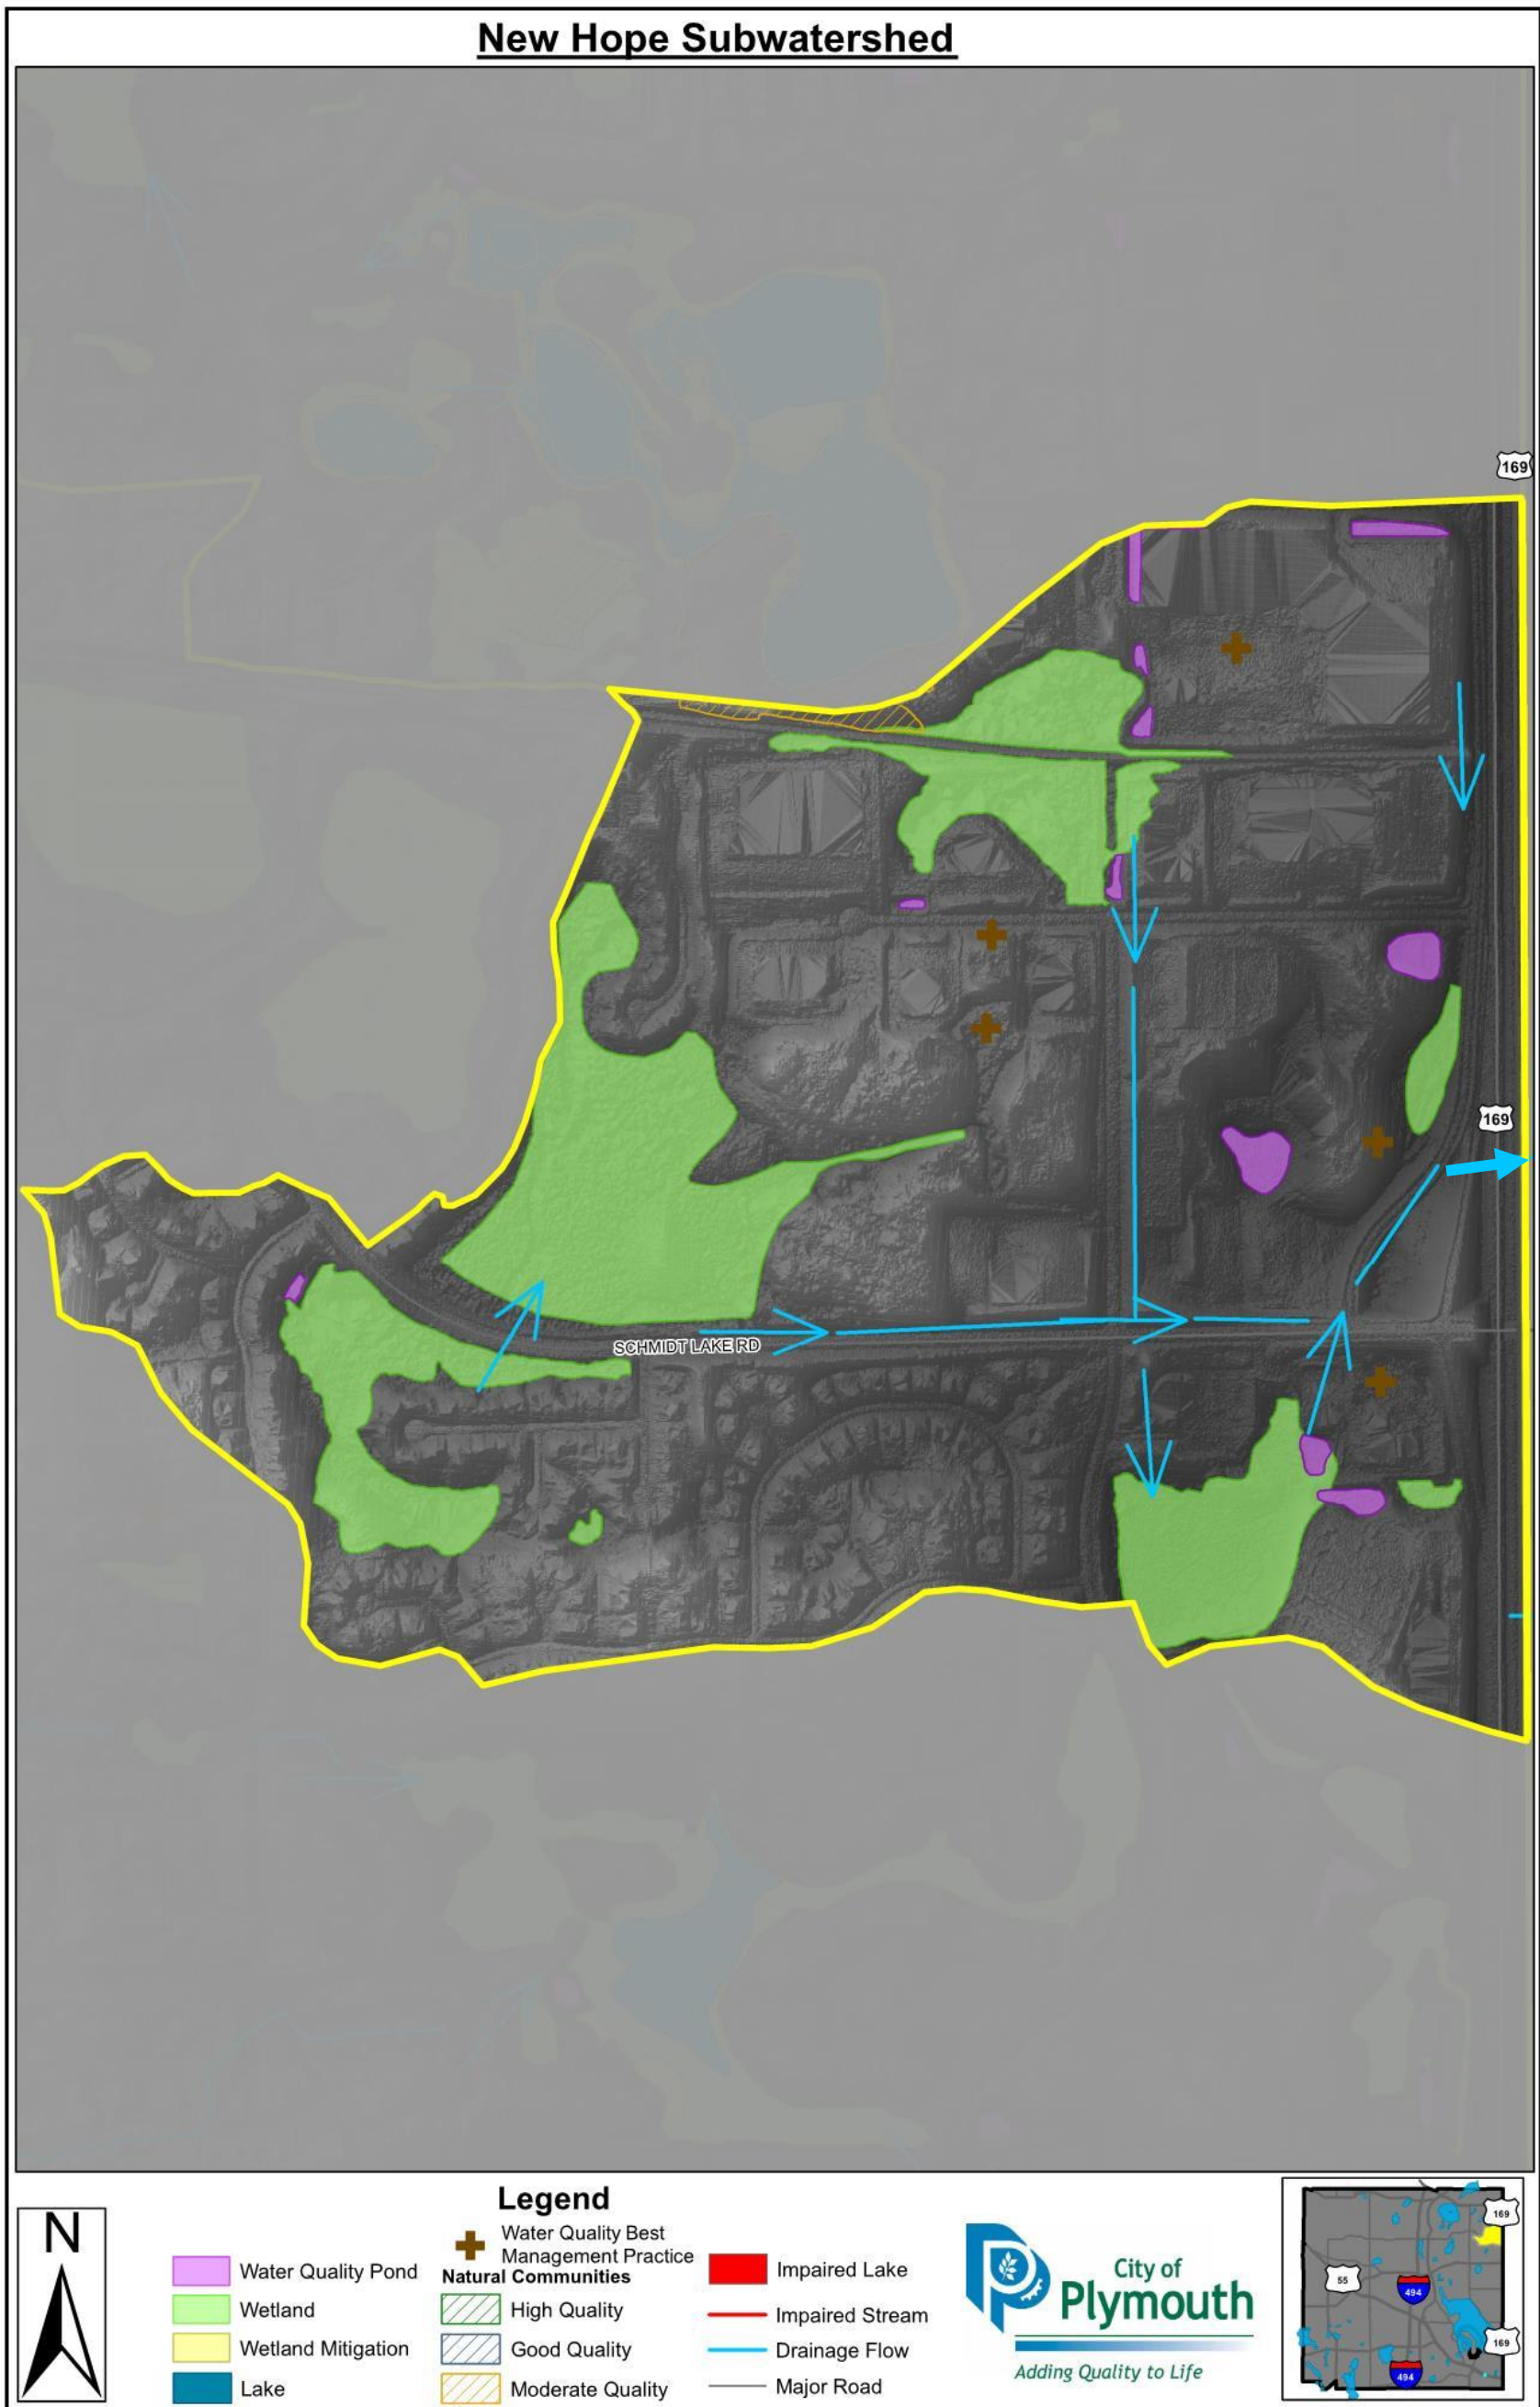 New Hope Subwatershed
169
169
SCHMIDT LAKE RD
N
Legend
Water Quality Pond
Wetland
Wetland Mitigation
Lake
Water Quality Best
Management Practice
Natural Communities
High Quality
Good Quality
Moderate Quality
Impaired Lake
Impaired Stream
Drainage Flow
Major Road
City of
Plymouth
Adding Quality to Life
169
55
494
169
494